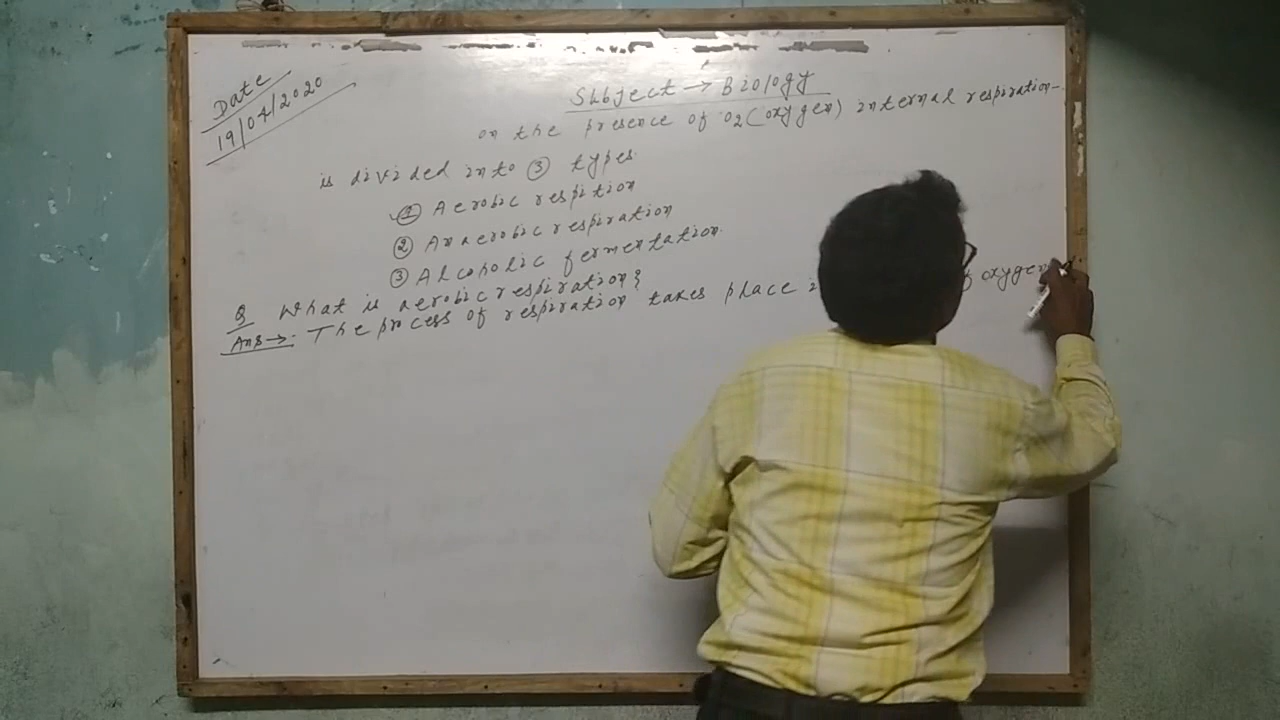 Date
19/04/2020
Subject → Biology
on the presence of O2 (oxygen) internal respiration
is divided into ③ types.
① Aerobic respition
② Anaerobic respiration
③ Alcoholic fermentation.
Q What is aerobic respiration?
Ans→ The process of respiration takes place of oxygen